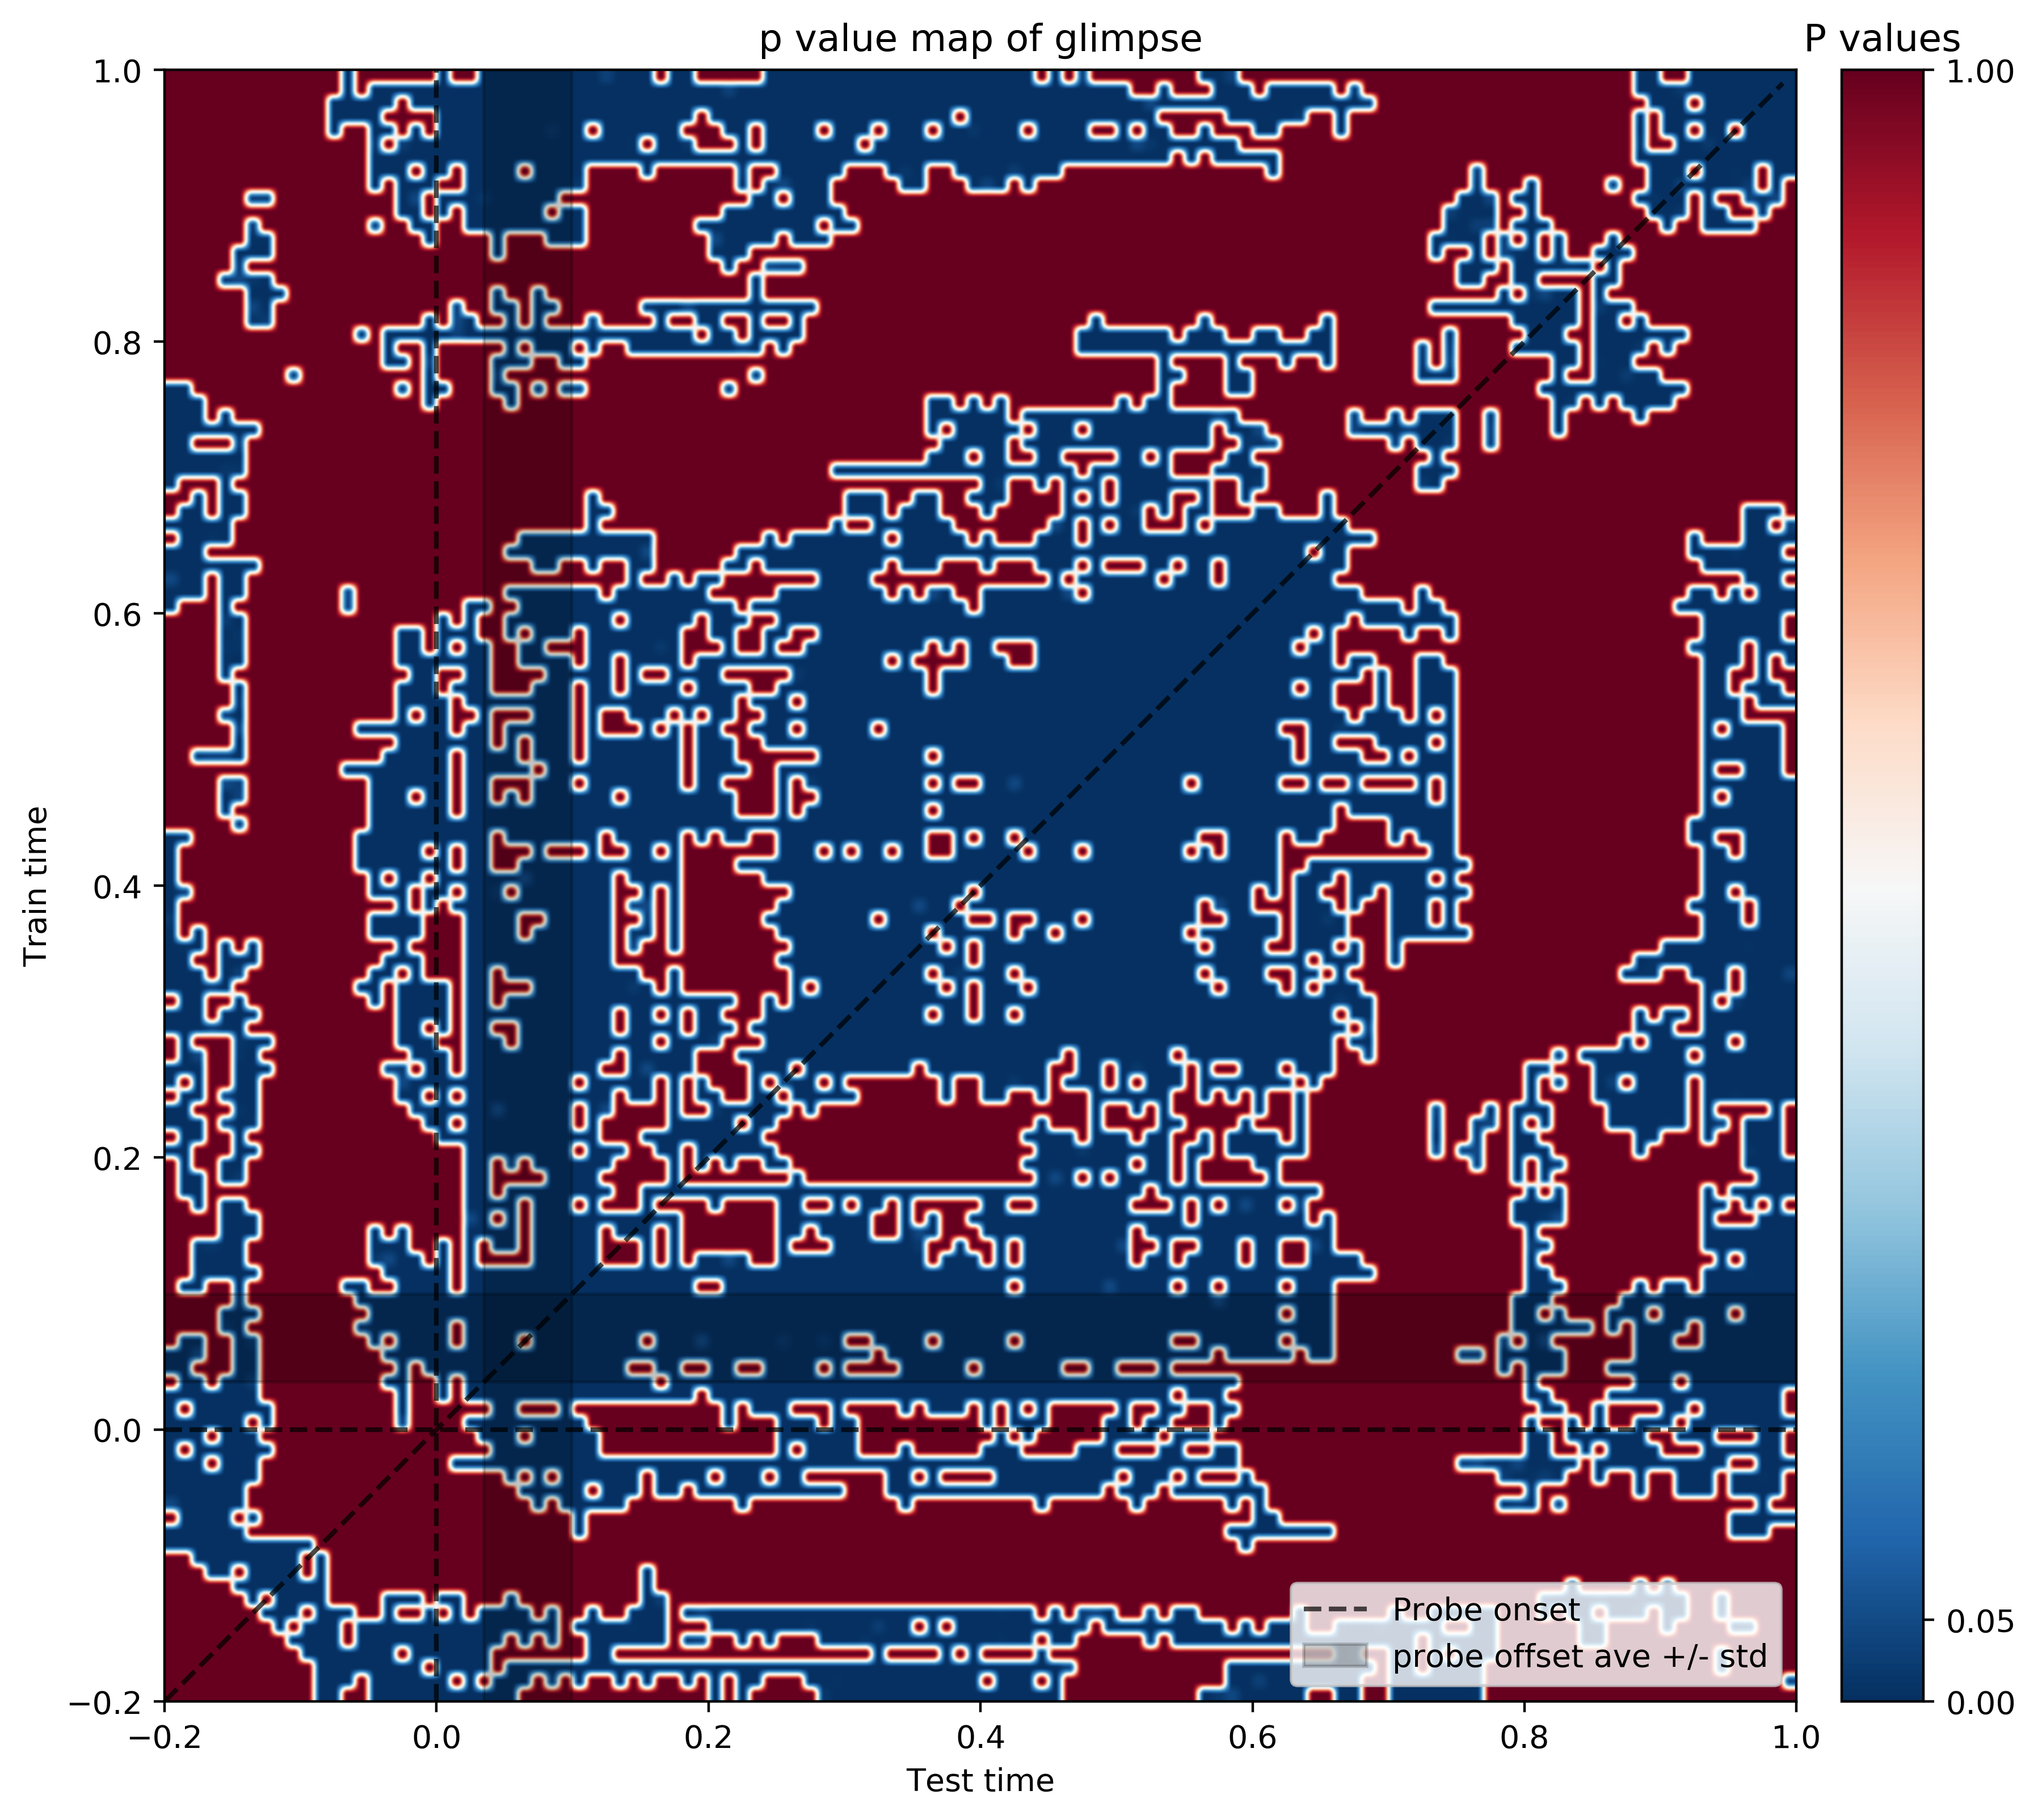 p value map of glimpse
P values
1.00
0.05
0.00
1.0
0.8
0.6
0.4
0.2
0.0
−0.2
Train time
−0.2
0.0
0.2
0.4
0.6
0.8
1.0
Test time
Probe onset
probe offset ave +/- std